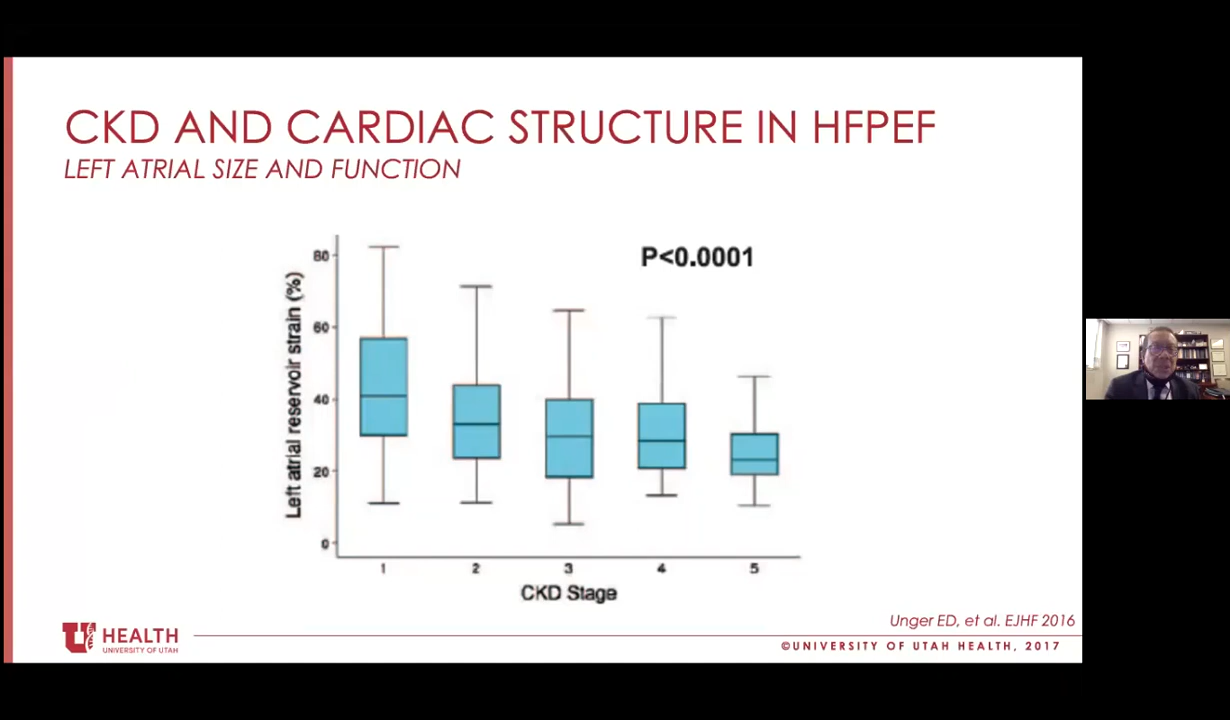 CKD AND CARDIAC STRUCTURE IN HFPEF
LEFT ATRIAL SIZE AND FUNCTION
P<0.0001
Left atrial reservoir strain (%)
80
60
40
20
0
1 2 3 4 5
CKD Stage
Unger ED, et al. EJHF 2016
U HEALTH
UNIVERSITY OF UTAH
©UNIVERSITY OF UTAH HEALTH, 2017